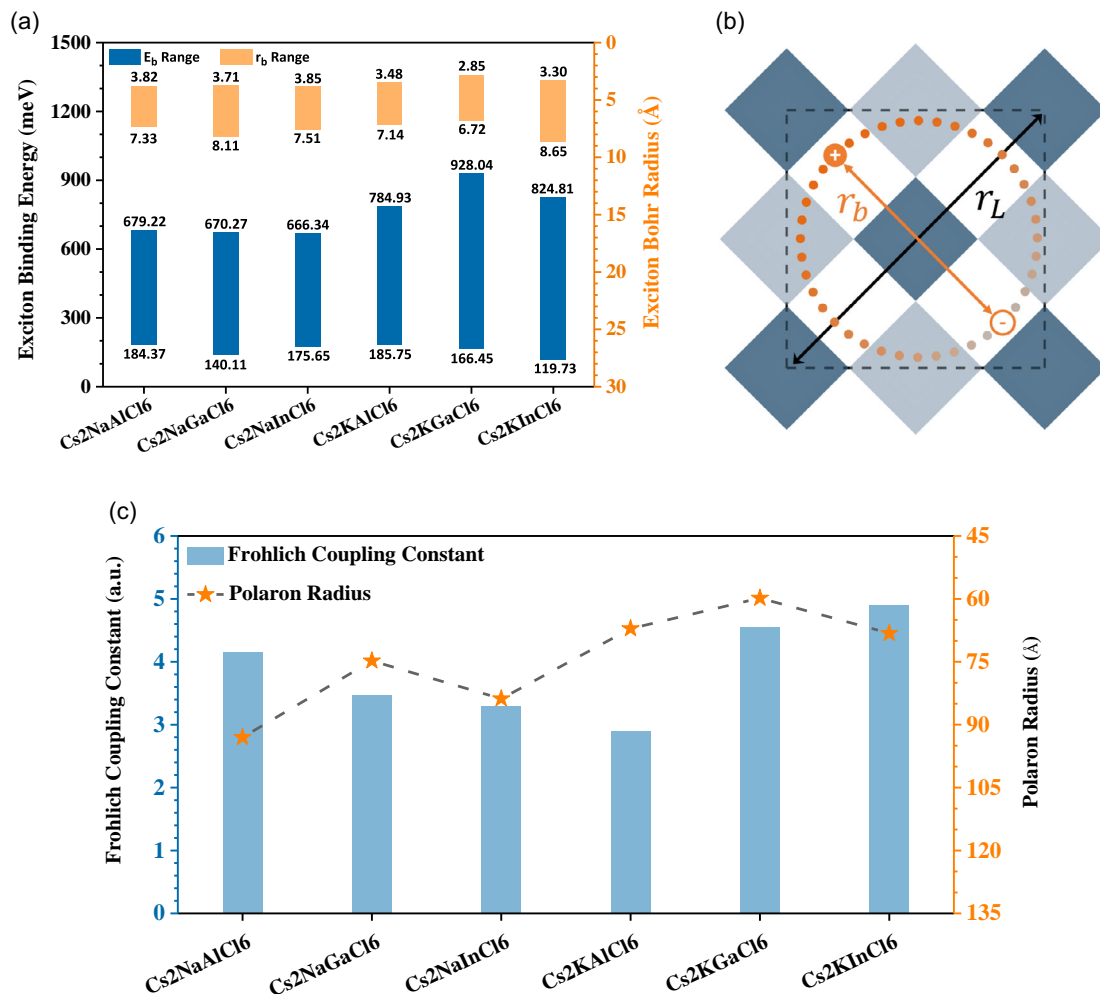 (a)
Exciton Binding Energy (meV)
1500
1200
900
600
300
0
E_b Range
r_b Range
3.82
3.71
3.85
3.48
2.85
3.30
7.33
8.11
7.51
7.14
6.72
8.65
679.22
670.27
666.34
784.93
928.04
824.81
184.37
140.11
175.65
185.75
166.45
119.73
0
5
10
15
20
25
30
Exciton Bohr Radius (Å)
Cs2NaAlCl6
Cs2NaGaCl6
Cs2NaInCl6
Cs2KAlCl6
Cs2KGaCl6
Cs2KInCl6
(b)
+
r_b
r_L
-
(c)
Frohlich Coupling Constant (a.u.)
6
5
4
3
2
1
0
Frohlich Coupling Constant
Polaron Radius
45
60
75
90
105
120
135
Polaron Radius (Å)
Cs2NaAlCl6
Cs2NaGaCl6
Cs2NaInCl6
Cs2KAlCl6
Cs2KGaCl6
Cs2KInCl6